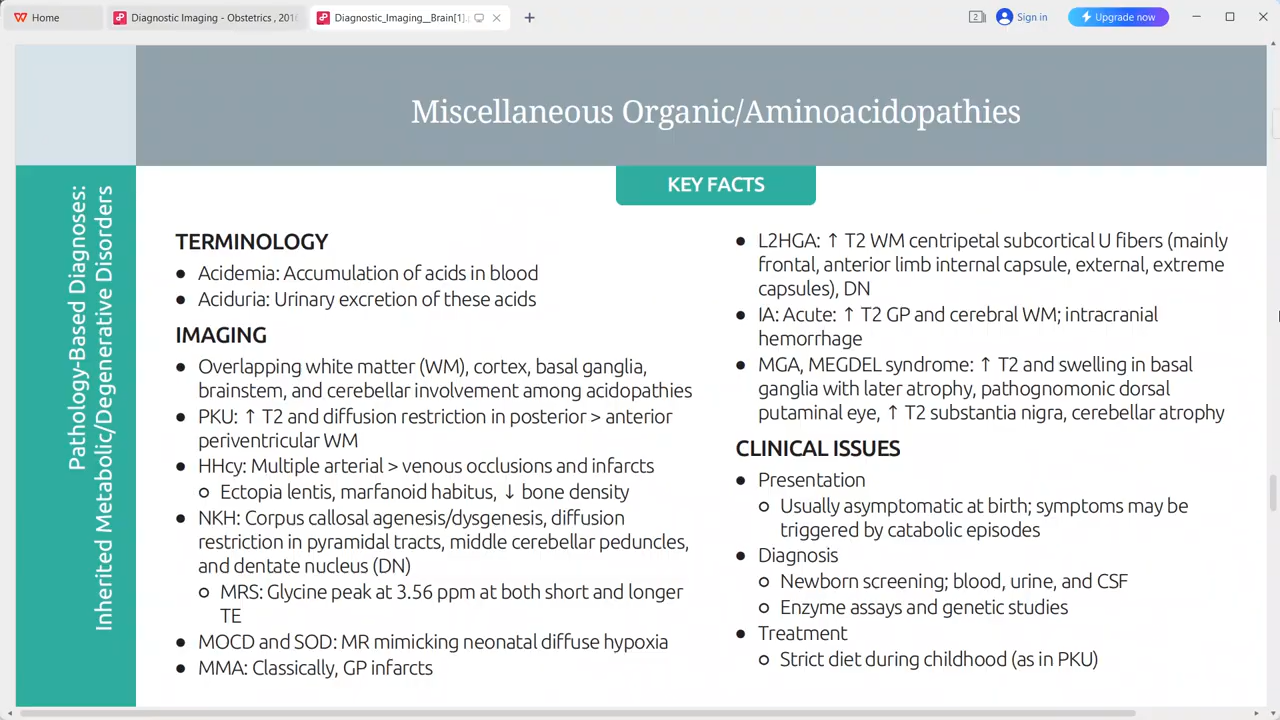 Home
Diagnostic Imaging - Obstetrics , 201
Diagnostic_Imaging__Brain[1].
2
Sign in
Upgrade now
Miscellaneous Organic/Aminoacidopathies
Pathology-Based Diagnoses:
Inherited Metabolic/Degenerative Disorders
KEY FACTS
TERMINOLOGY
● Acidemia: Accumulation of acids in blood
● Aciduria: Urinary excretion of these acids
IMAGING
● Overlapping white matter (WM), cortex, basal ganglia,
brainstem, and cerebellar involvement among acidopathies
● PKU: ↑ T2 and diffusion restriction in posterior > anterior
periventricular WM
● HHcy: Multiple arterial > venous occlusions and infarcts
○ Ectopia lentis, marfanoid habitus, ↓ bone density
● NKH: Corpus callosal agenesis/dysgenesis, diffusion
restriction in pyramidal tracts, middle cerebellar peduncles,
and dentate nucleus (DN)
○ MRS: Glycine peak at 3.56 ppm at both short and longer
TE
● MOCD and SOD: MR mimicking neonatal diffuse hypoxia
● MMA: Classically, GP infarcts
● L2HGA: ↑ T2 WM centripetal subcortical U fibers (mainly
frontal, anterior limb internal capsule, external, extreme
capsules), DN
● IA: Acute: ↑ T2 GP and cerebral WM; intracranial
hemorrhage
● MGA, MEGDEL syndrome: ↑ T2 and swelling in basal
ganglia with later atrophy, pathognomonic dorsal
putaminal eye, ↑ T2 substantia nigra, cerebellar atrophy
CLINICAL ISSUES
● Presentation
○ Usually asymptomatic at birth; symptoms may be
triggered by catabolic episodes
● Diagnosis
○ Newborn screening; blood, urine, and CSF
○ Enzyme assays and genetic studies
● Treatment
○ Strict diet during childhood (as in PKU)